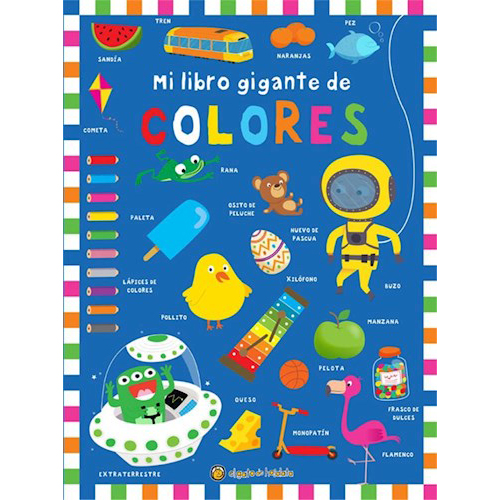 TREN
PEZ
SANDÍA
NARANJAS
Mi libro gigante de
COLORES
COMETA
RANA
OSITO DE
PELUCHE
PALETA
HUEVO DE
PASCUA
XILÓFONO
LÁPICES DE
COLORES
BUZO
POLLITO
MANZANA
PELOTA
QUESO
FRASCO DE
DULCES
MONOPATÍN
FLAMENCO
EXTRATERRESTRE
el gato de hojalata